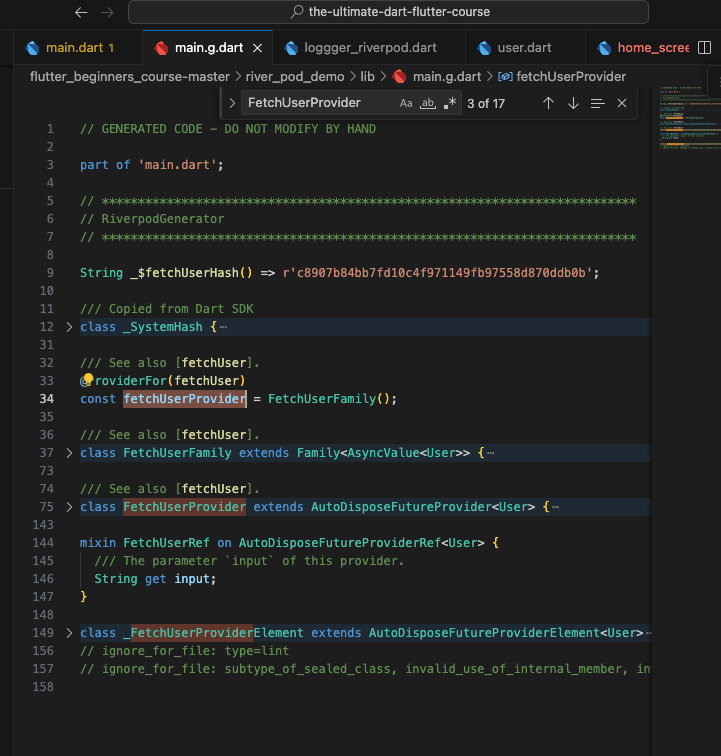 the-ultimate-dart-flutter-course
main.dart 1
main.g.dart
loggger_riverpod.dart
user.dart
home_scree
flutter_beginners_course-master > river_pod_demo > lib > main.g.dart > fetchUserProvider
FetchUserProvider Aa ab .* 3 of 17
1 // GENERATED CODE - DO NOT MODIFY BY HAND
2
3 part of 'main.dart';
4
5 // **************************************************************************
6 // RiverpodGenerator
7 // **************************************************************************
8
9 String _$fetchUserHash() => r'c8907b84bb7fd10c4f971149fb97558d870ddb0b';
10
11 /// Copied from Dart SDK
12 class _SystemHash {…
31
32 /// See also [fetchUser].
33 @roviderFor(fetchUser)
34 const fetchUserProvider = FetchUserFamily();
35
36 /// See also [fetchUser].
37 class FetchUserFamily extends Family<AsyncValue<User>> {…
73
74 /// See also [fetchUser].
75 class FetchUserProvider extends AutoDisposeFutureProvider<User> {…
143
144 mixin FetchUserRef on AutoDisposeFutureProviderRef<User> {
145 /// The parameter `input` of this provider.
146 String get input;
147 }
148
149 class _FetchUserProviderElement extends AutoDisposeFutureProviderElement<User>…
156 // ignore_for_file: type=lint
157 // ignore_for_file: subtype_of_sealed_class, invalid_use_of_internal_member, in
158